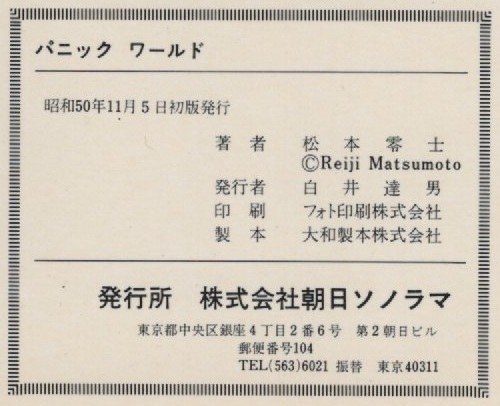 パニック ワールド
昭和50年11月5日初版発行
著者 松本零士
©Reiji Matsumoto
発行者 白井達男
印刷 フォト印刷株式会社
製本 大和製本株式会社
発行所 株式会社朝日ソノラマ
東京都中央区銀座4丁目2番6号 第2朝日ビル
郵便番号104
TEL(563)6021 振替 東京40311